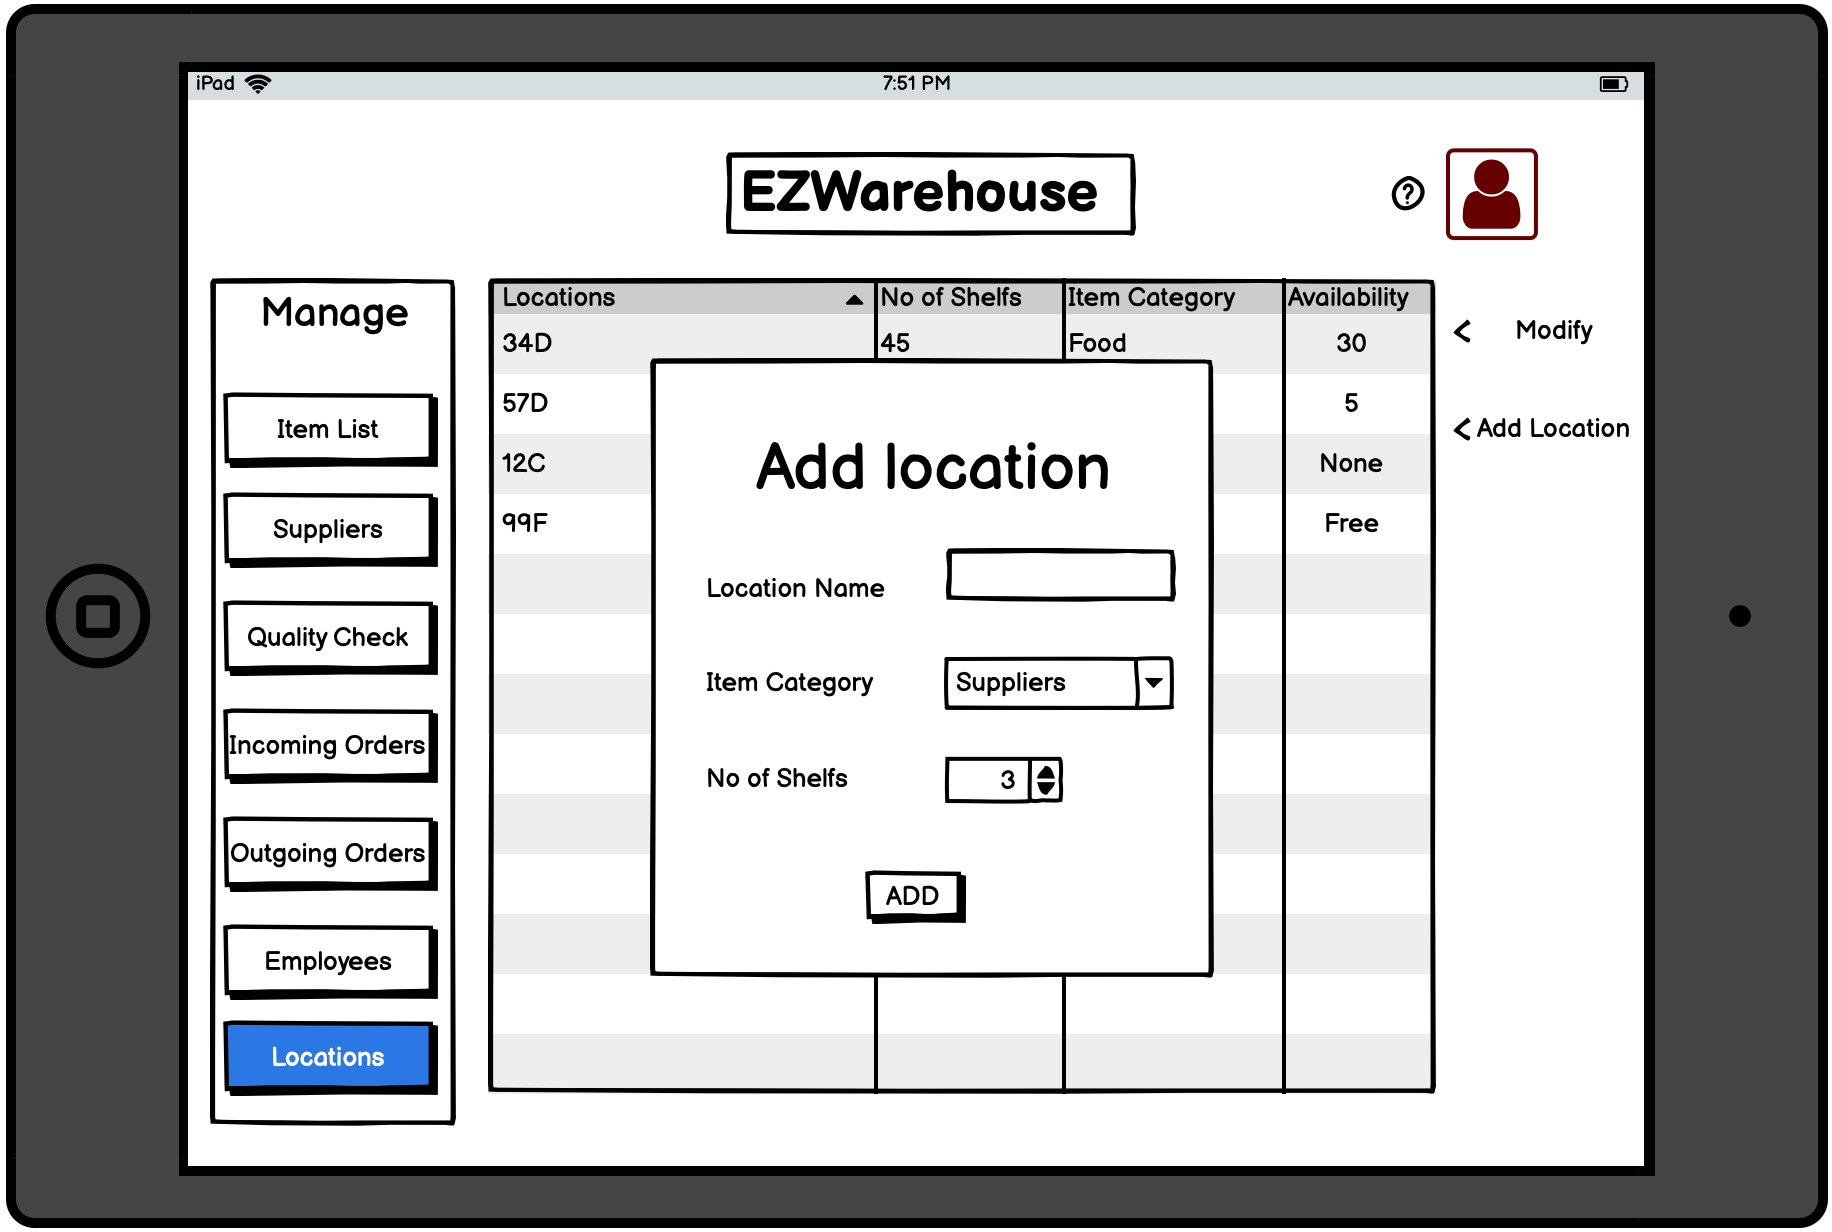 iPad 7:51 PM
EZWarehouse
?
Manage
Item List
Suppliers
Quality Check
Incoming Orders
Outgoing Orders
Employees
Locations
Locations No of Shelfs Item Category Availability
34D 45 Food 30
57D 5
12C None
99F Free
Add location
Location Name
Item Category Suppliers
No of Shelfs 3
ADD
< Modify
< Add Location